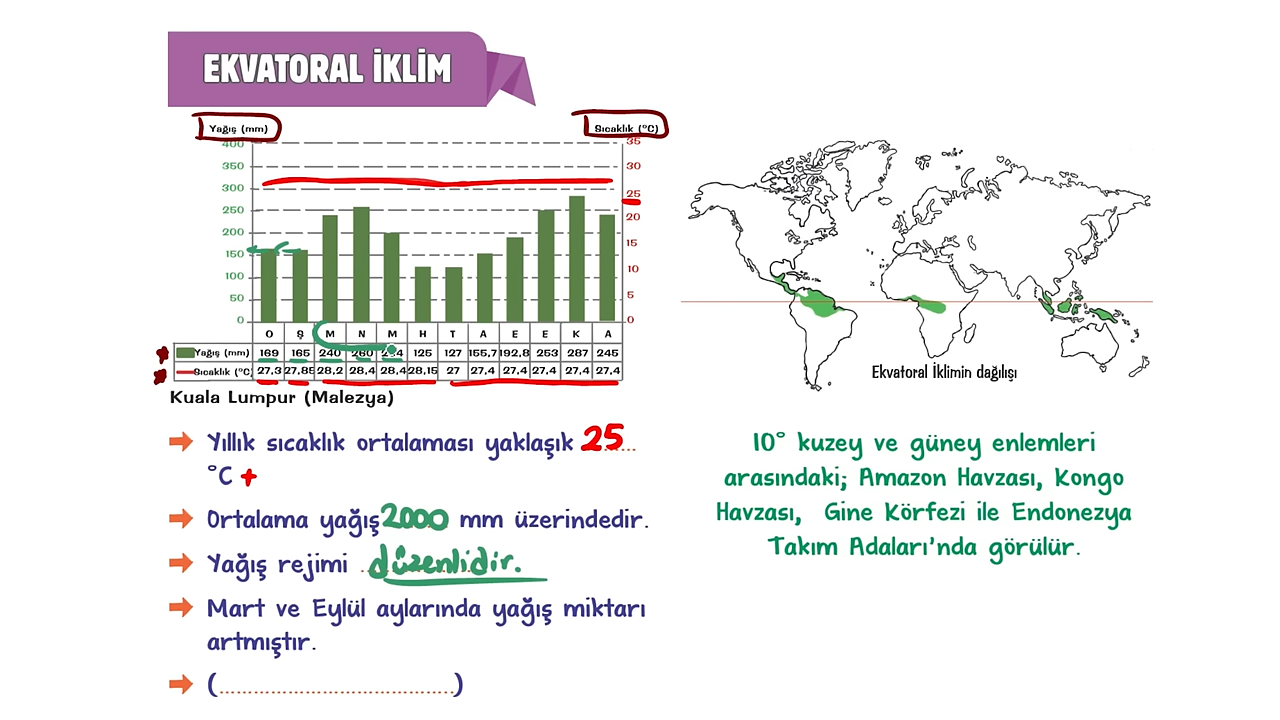 EKVATORAL İKLİM
Yağış (mm)
Sıcaklık (°C)
400
350
300
250
200
150
100
50
0
35
30
25
20
15
10
5
0
O Ş M N M H T A E E K A
Yağış (mm) 169 165 240 260 125 127 155,7 192,8 253 287 245
Sıcaklık (°C 27,3 27,85 28,2 28,4 28,4 28,15 27 27,4 27,4 27,4 27,4 27,4
Kuala Lumpur (Malezya)
Yıllık sıcaklık ortalaması yaklaşık 25
°C +
Ortalama yağış 2000 mm üzerindedir.
Yağış rejimi düzenlidir.
Mart ve Eylül aylarında yağış miktarı
artmıştır.
(....................................)
Ekvatoral İklimin dağılışı
10° kuzey ve güney enlemleri
arasındaki; Amazon Havzası, Kongo
Havzası, Gine Körfezi ile Endonezya
Takım Adaları'nda görülür.